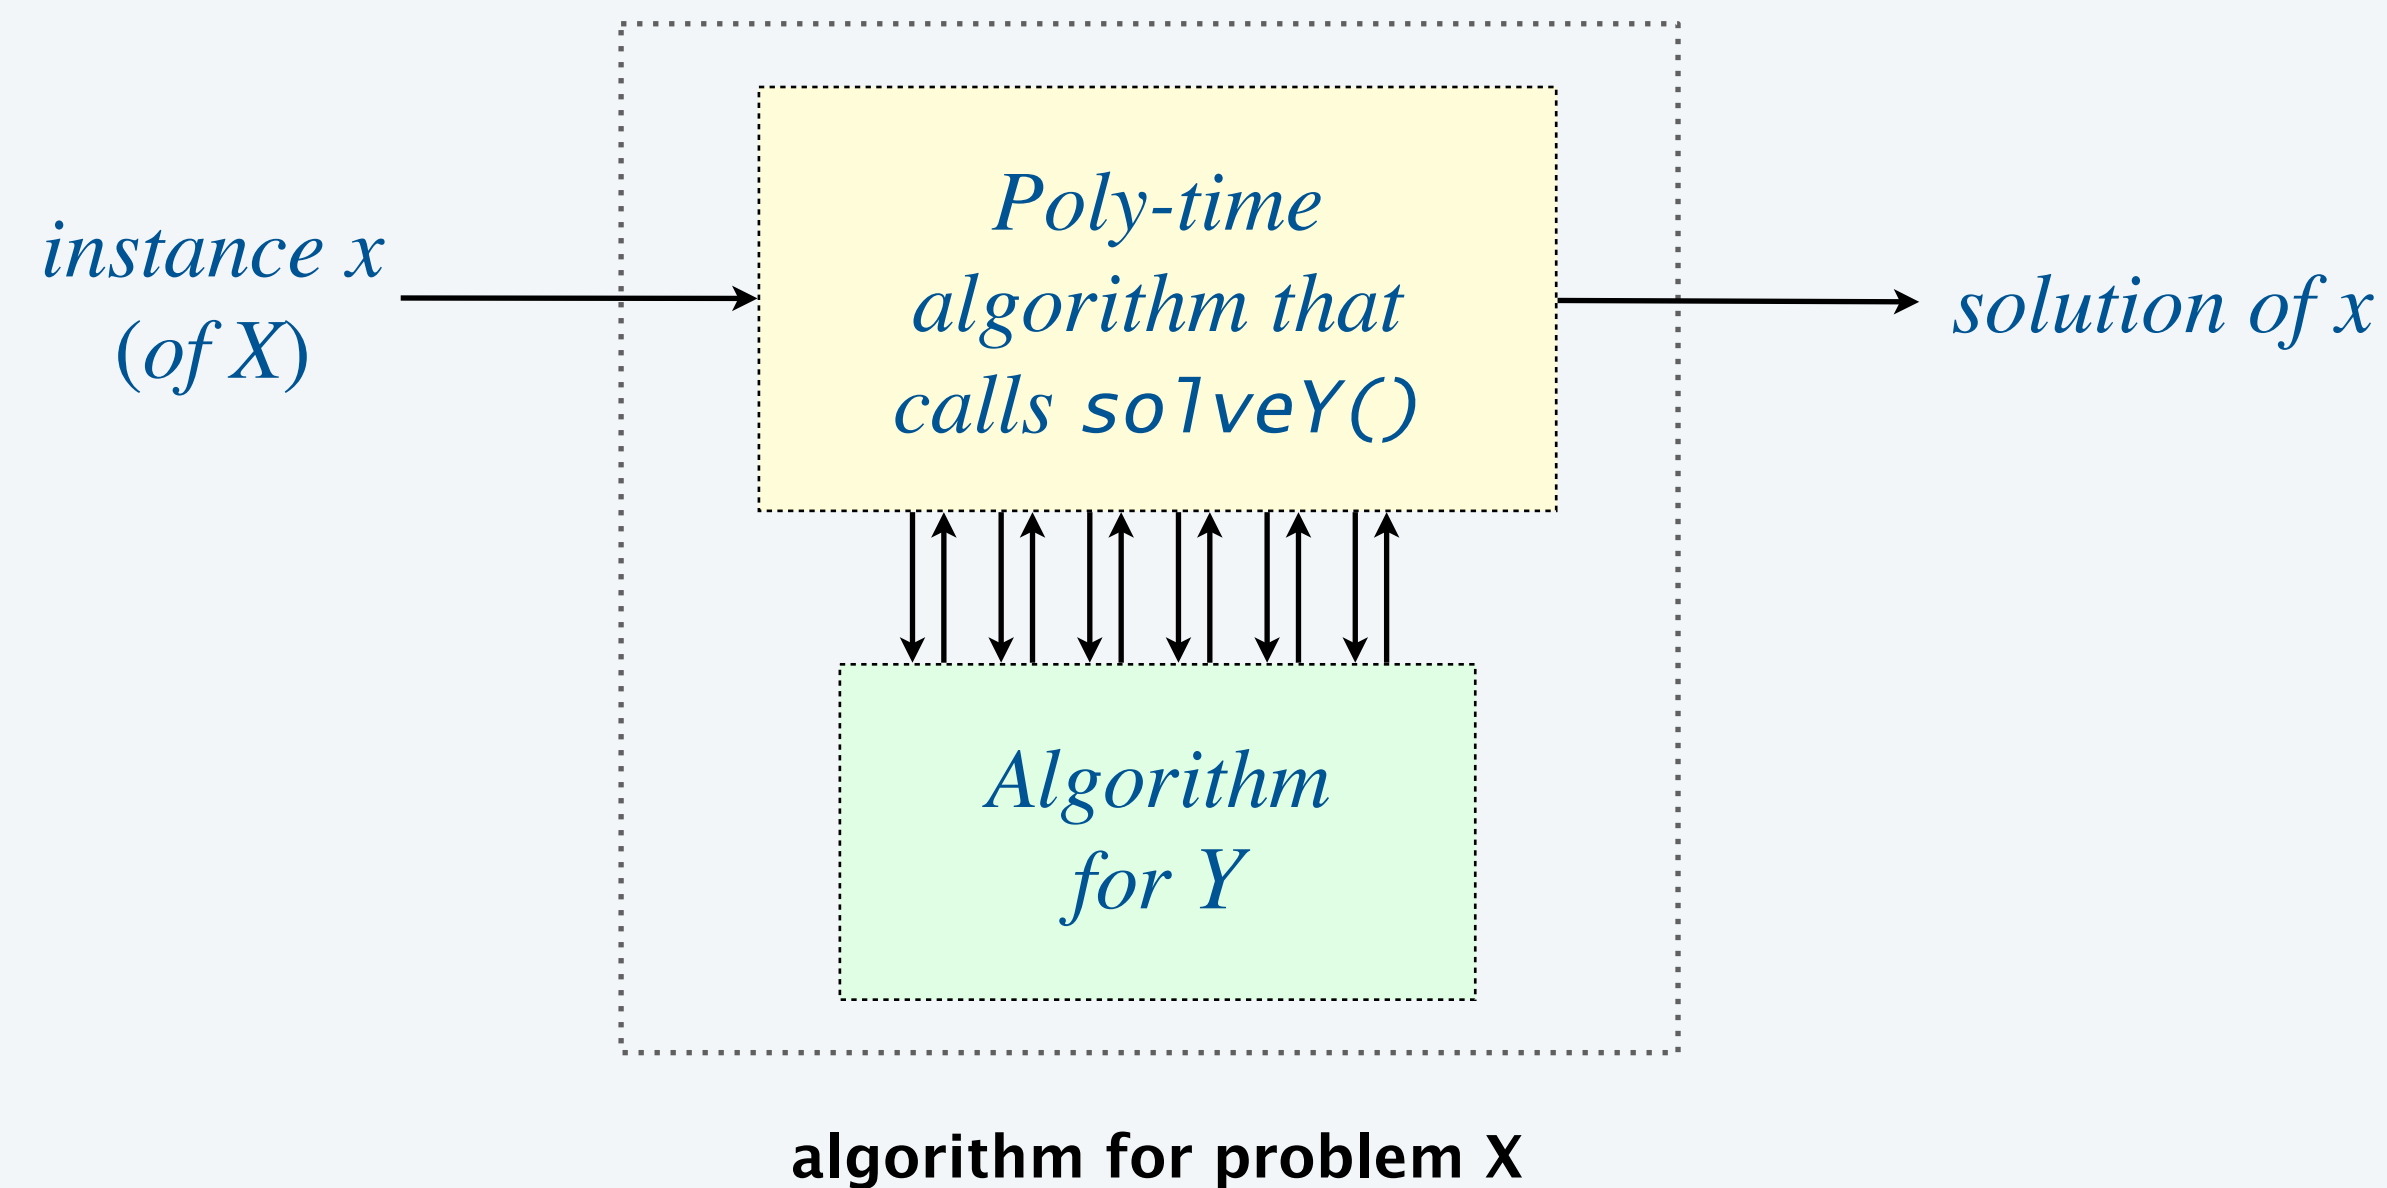 instance x
(of X)
Poly-time
algorithm that
calls solveY()
solution of x
Algorithm
for Y
algorithm for problem X